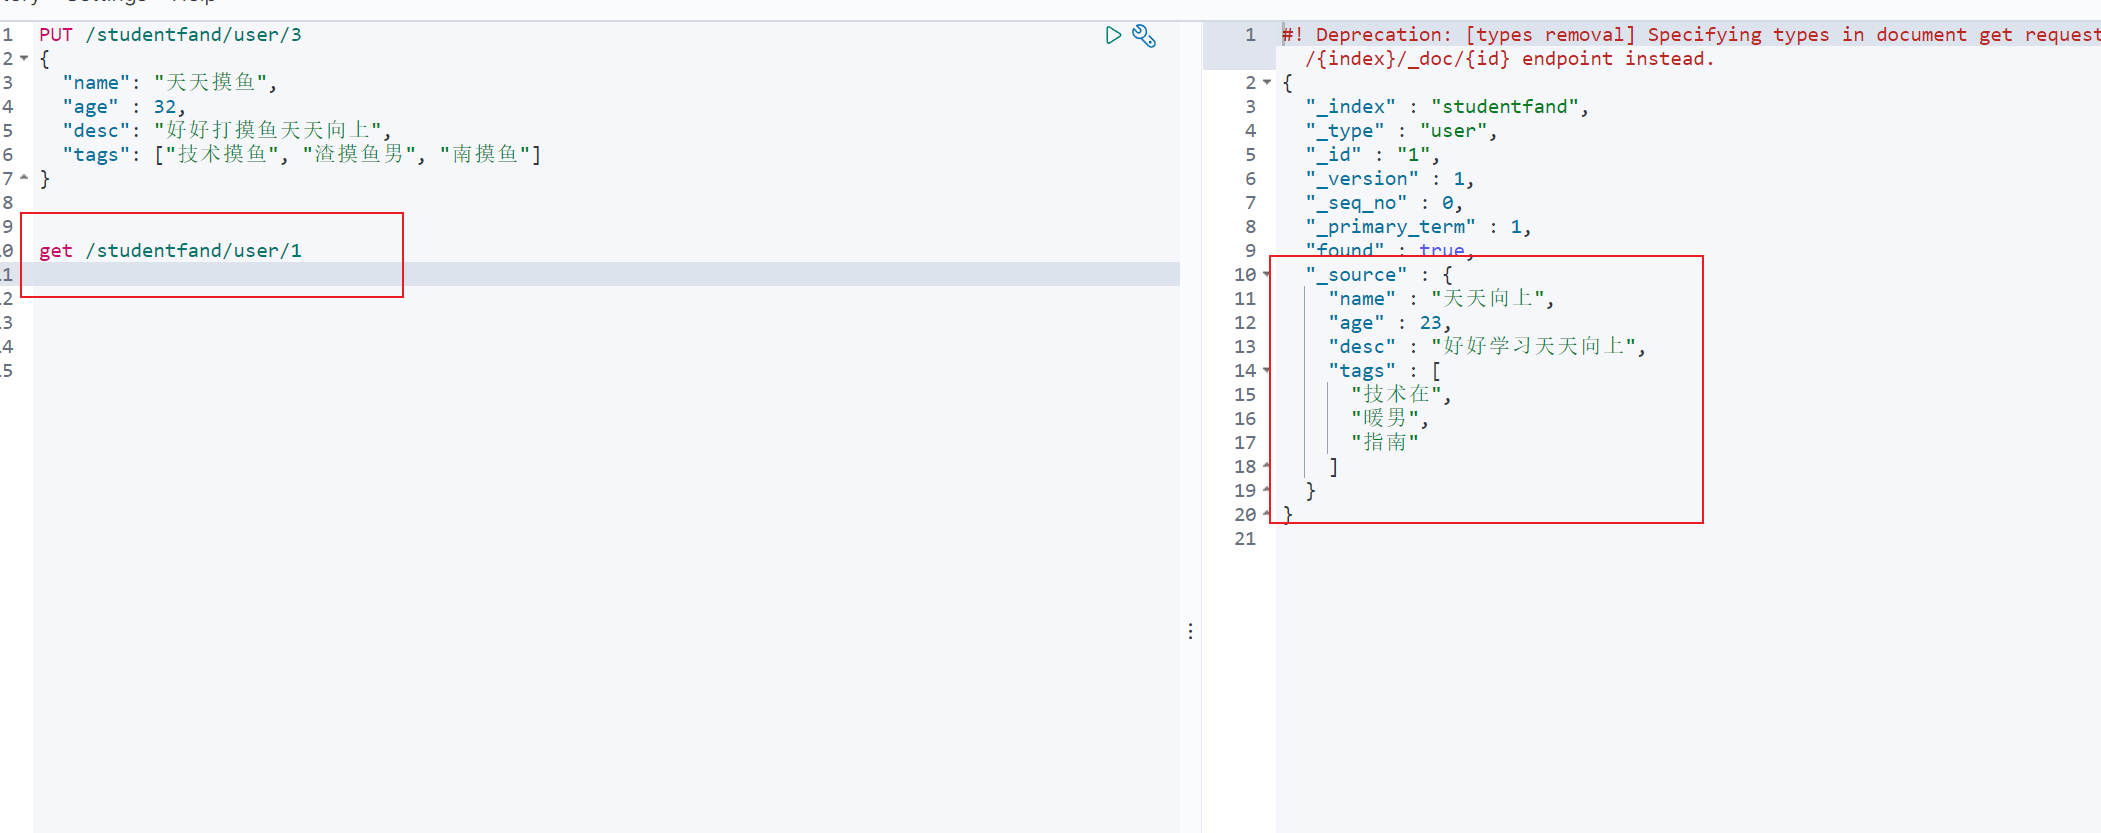 Settings Help
1 PUT /studentfand/user/3
2 {
3 "name": "天天摸鱼",
4 "age" : 32,
5 "desc": "好好打摸鱼天天向上",
6 "tags": ["技术摸鱼", "渣摸鱼男", "南摸鱼"]
7 }
8
9
0 get /studentfand/user/1
1
2
3
4
5
1 #! Deprecation: [types removal] Specifying types in document get request
/{index}/_doc/{id} endpoint instead.
2 {
3 "_index" : "studentfand",
4 "_type" : "user",
5 "_id" : "1",
6 "_version" : 1,
7 "_seq_no" : 0,
8 "_primary_term" : 1,
9 "found" : true,
10 "_source" : {
11 "name" : "天天向上",
12 "age" : 23,
13 "desc" : "好好学习天天向上",
14 "tags" : [
15 "技术在",
16 "暖男",
17 "指南"
18 ]
19 }
20 }
21